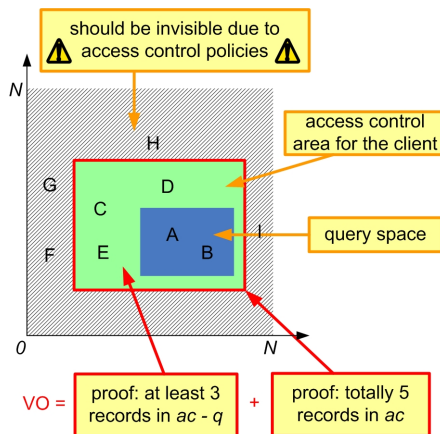 should be invisible due to
access control policies
N
H
access control
area for the client
G
D
C
A
I
query space
F
E
B
0
N
VO =
proof: at least 3
records in ac - q
+
proof: totally 5
records in ac